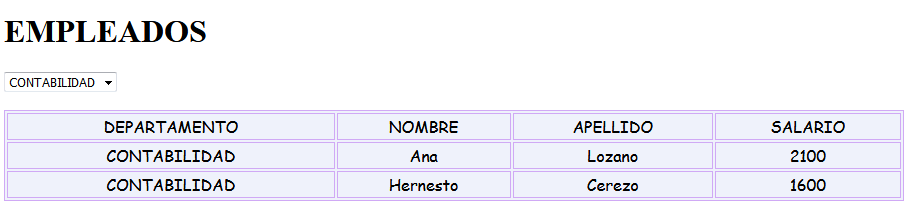 EMPLEADOS
CONTABILIDAD
DEPARTAMENTO NOMBRE APELLIDO SALARIO
CONTABILIDAD Ana Lozano 2100
CONTABILIDAD Hernesto Cerezo 1600